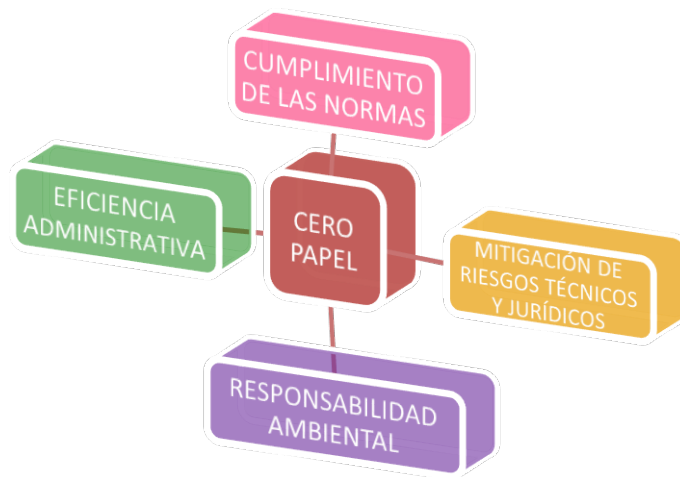 CUMPLIMIENTO
DE LAS NORMAS
EFICIENCIA
ADMINISTRATIVA
CERO
PAPEL
MITIGACIÓN DE
RIESGOS TÉCNICOS
Y JURÍDICOS
RESPONSABILIDAD
AMBIENTAL